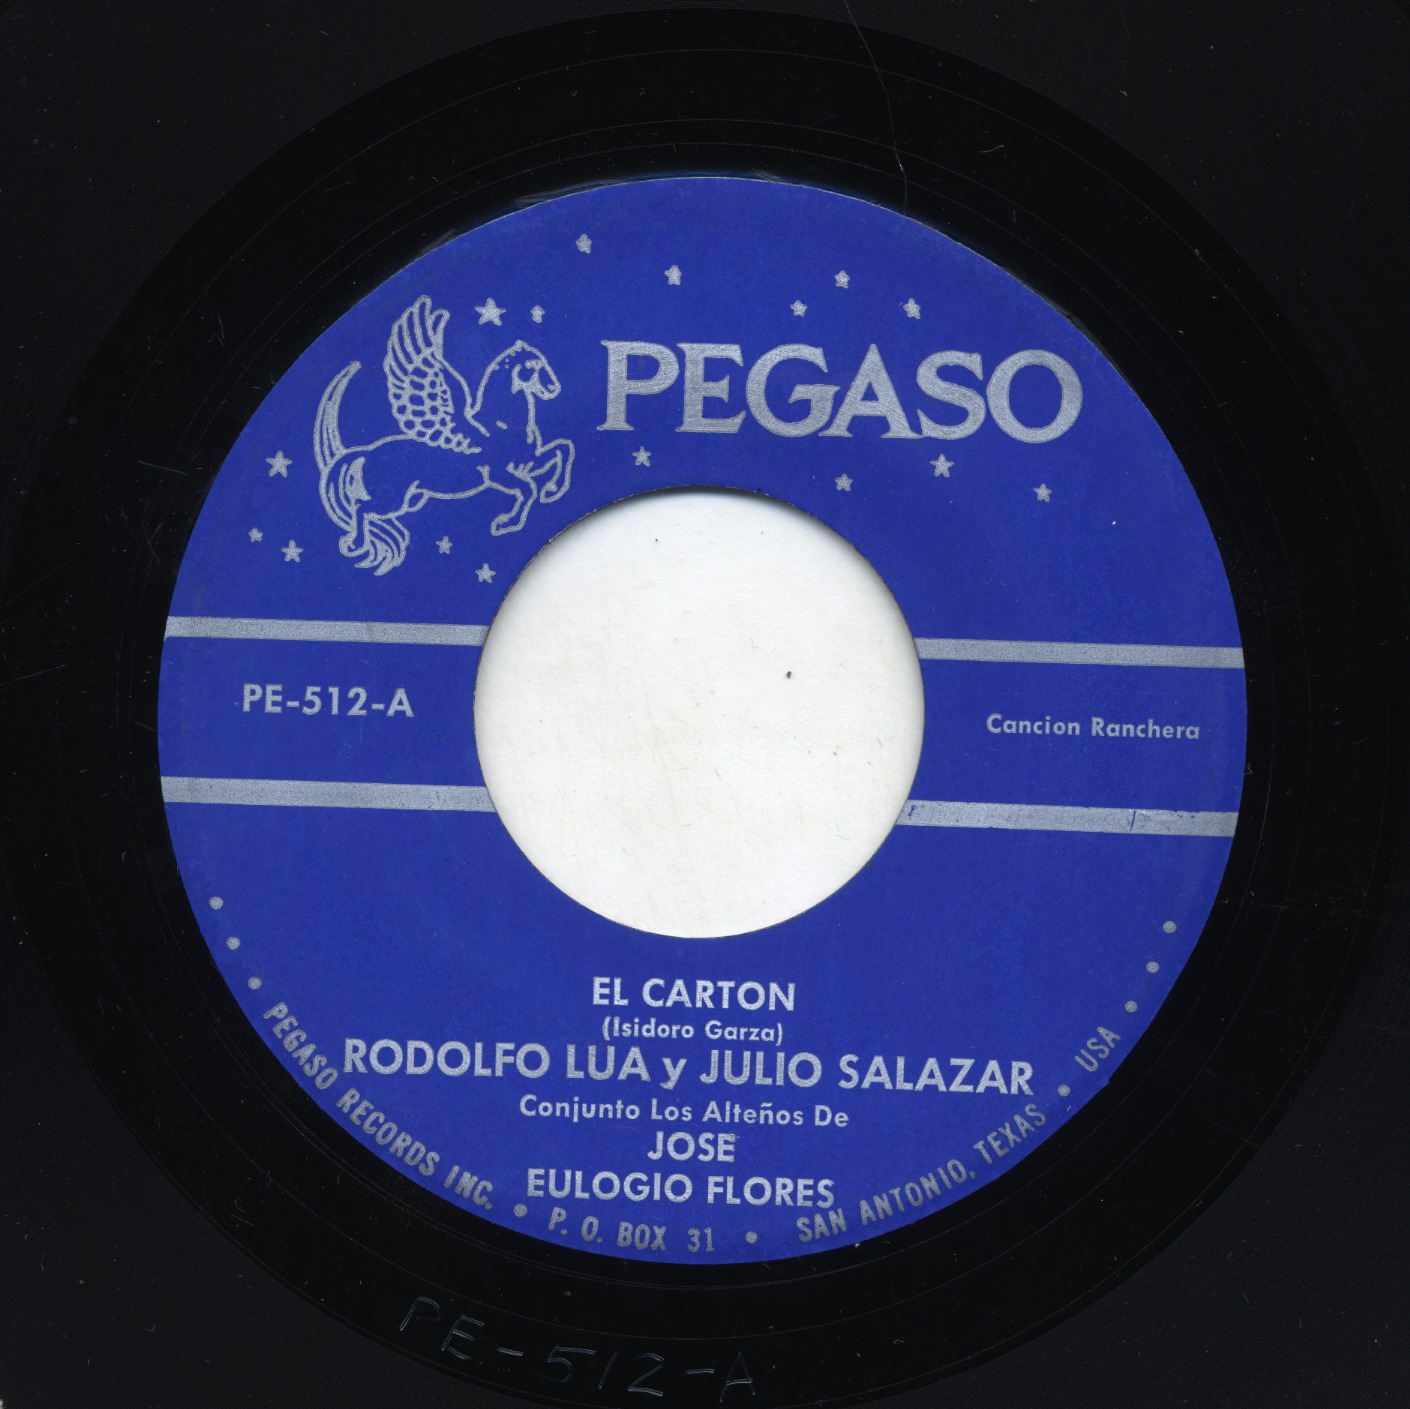 PEGASO
PE-512-A
Cancion Ranchera
EL CARTON
(Isidoro Garza)
RODOLFO LUA y JULIO SALAZAR
Conjunto Los Alteños De
JOSE
EULOGIO FLORES
• • • PEGASO RECORDS INC. • P. O. BOX 31 • SAN ANTONIO, TEXAS • USA • • •
PE-512-A